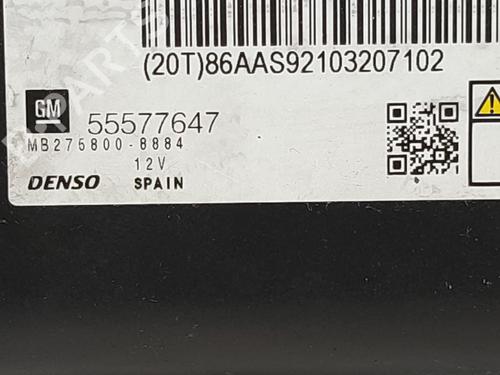 (20T)86AAS92103207102
GM 55577647
MB276800-8884
12V
DENSO SPAIN